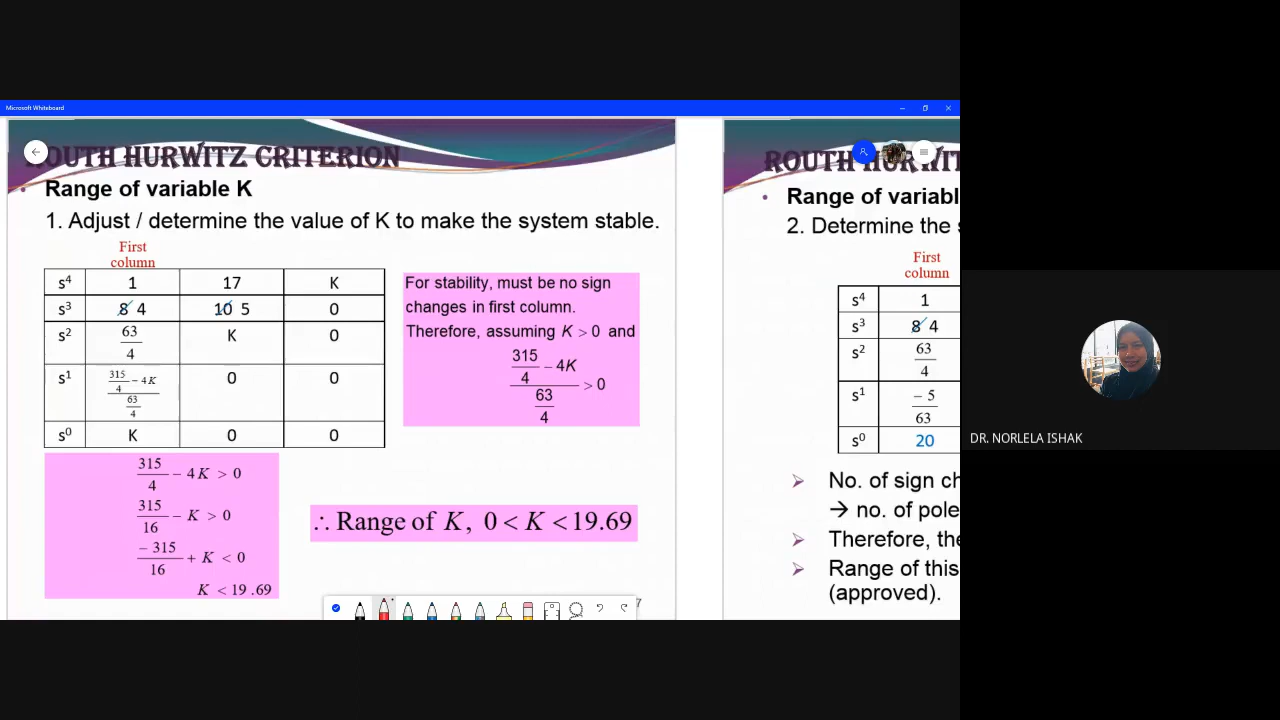 Microsoft Whiteboard
OUTH HURWITZ CRITERION
• Range of variable K
1. Adjust / determine the value of K to make the system stable.
First
column
s⁴ 1 17 K
s³ 8 4 10 5 0
s² 63/4 K 0
s¹ (315/4 − 4K)/(63/4) 0 0
s⁰ K 0 0
For stability, must be no sign
changes in first column.
Therefore, assuming K > 0 and
(315/4 − 4K)/(63/4) > 0
315/4 − 4K > 0
315/16 − K > 0
−315/16 + K < 0
K < 19.69
∴ Range of K, 0 < K < 19.69
7
ROUTH HURWIT
• Range of variabl
2. Determine the s
First
column
s⁴ 1
s³ 8 4
s² 63/4
s¹ −5/63
s⁰ 20
➢ No. of sign ch
→ no. of pole
➢ Therefore, the
➢ Range of this
(approved).
DR. NORLELA ISHAK